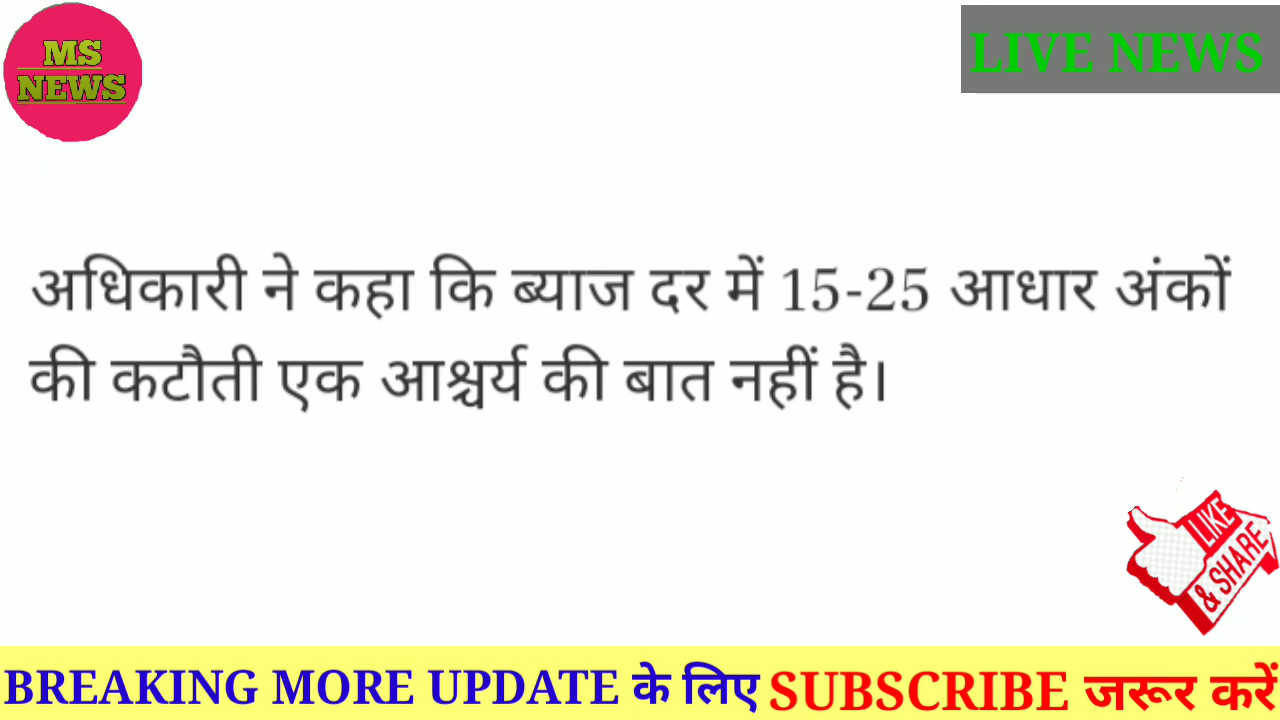 MS
NEWS
LIVE NEWS
अधिकारी ने कहा कि ब्याज दर में 15-25 आधार अंकों
की कटौती एक आश्चर्य की बात नहीं है।
LIKE
& SHARE
BREAKING MORE UPDATE के लिए SUBSCRIBE जरूर करें